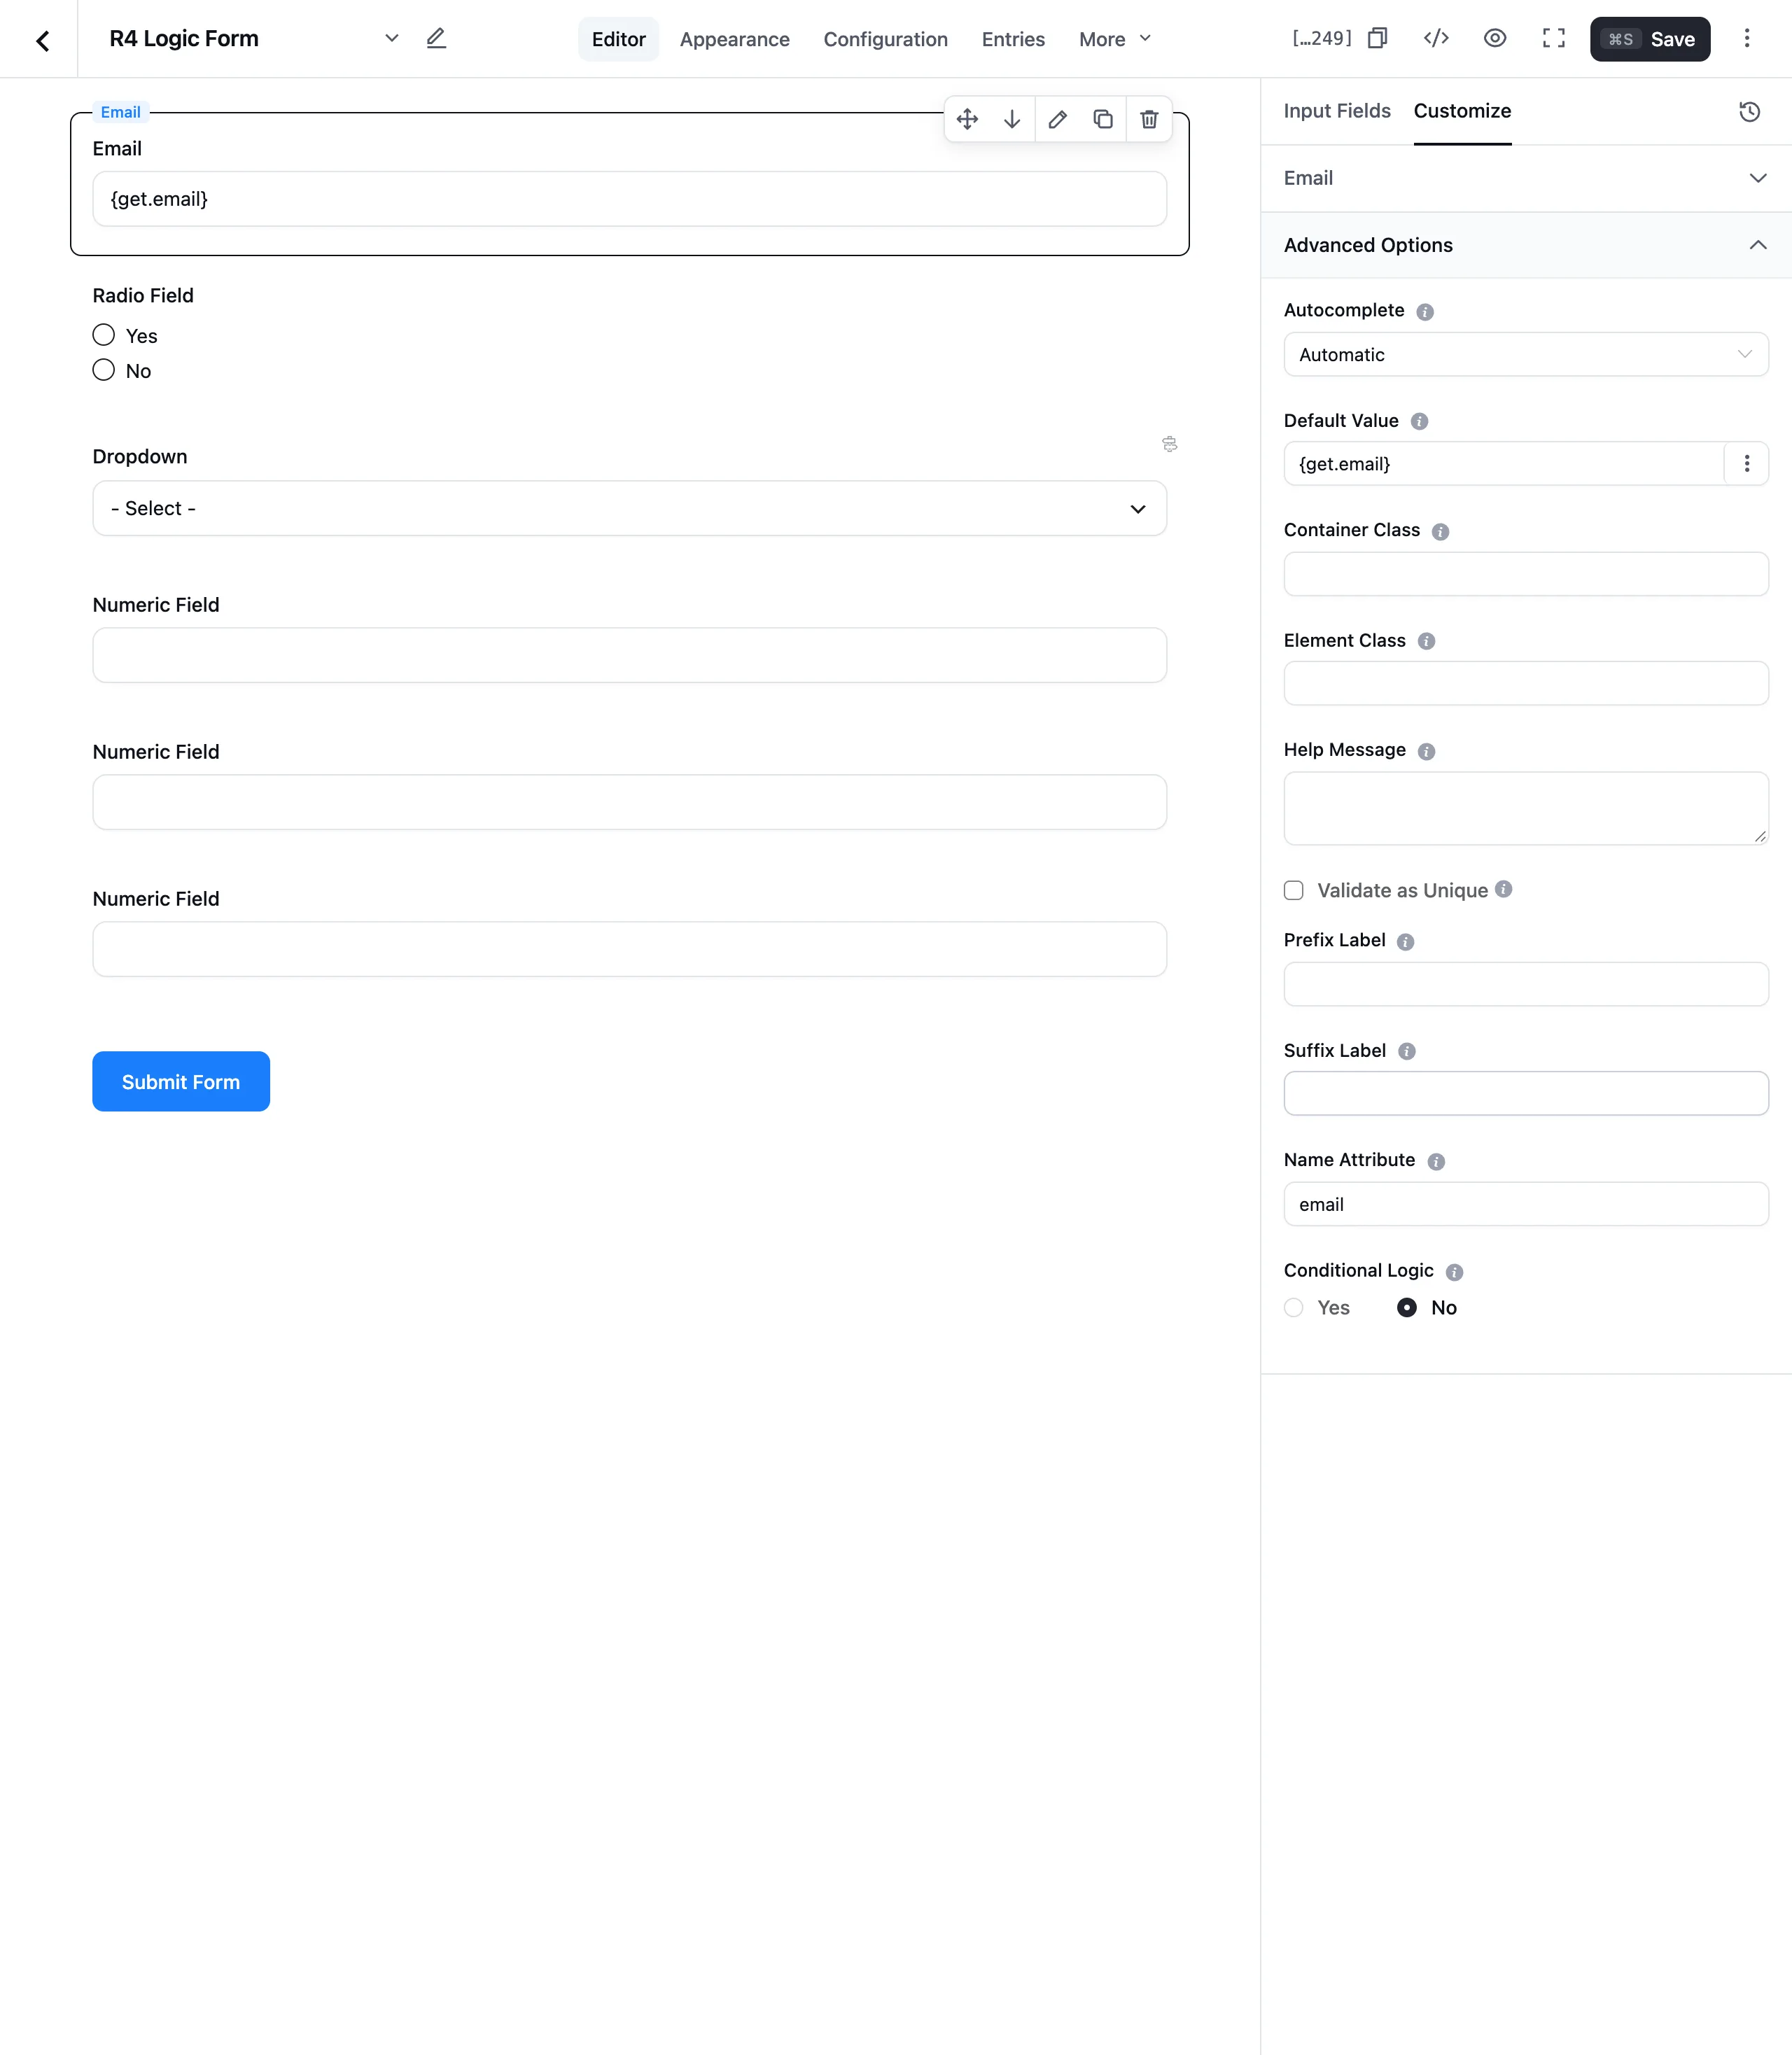 R4 Logic Form
Editor
Appearance
Configuration
Entries
More
[…249]
⌘S Save
Email
Email
{get.email}
Radio Field
Yes
No
Dropdown
- Select -
Numeric Field
Numeric Field
Numeric Field
Submit Form
Input Fields
Customize
Email
Advanced Options
Autocomplete
Automatic
Default Value
{get.email}
Container Class
Element Class
Help Message
Validate as Unique
Prefix Label
Suffix Label
Name Attribute
email
Conditional Logic
Yes
No